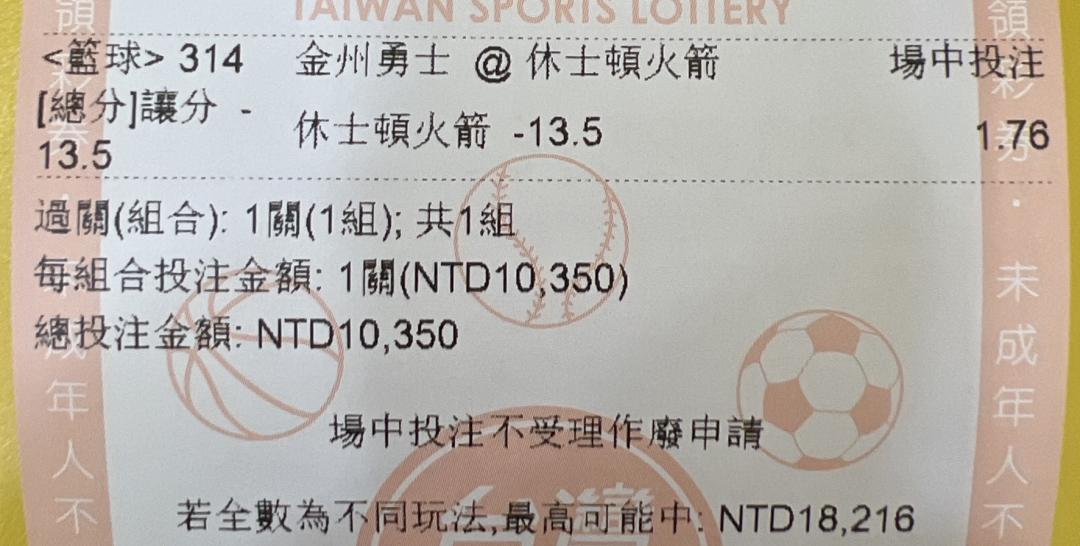 TAIWAN SPORTS LOTTERY
<籃球> 314 金州勇士 @ 休士頓火箭 場中投注
[總分]讓分 -
13.5 休士頓火箭 -13.5 1.76
過關(組合): 1關(1組); 共1組
每組合投注金額: 1關(NTD10,350)
總投注金額: NTD10,350
場中投注不受理作廢申請
若全數為不同玩法,最高可能中: NTD18,216
領彩券·未成年人不
成年人不
台灣